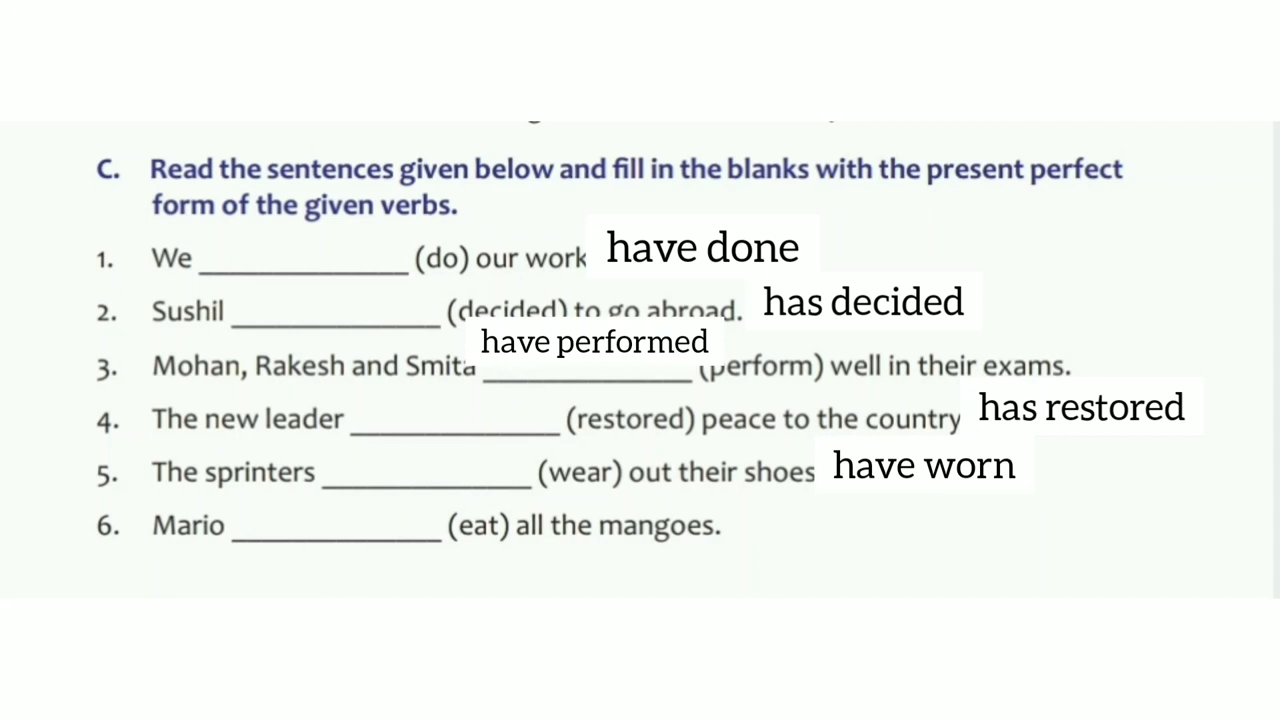 C. Read the sentences given below and fill in the blanks with the present perfect
form of the given verbs.
1. We ______________ (do) our work have done
2. Sushil ______________ (decided) to go abroad. has decided
have performed
3. Mohan, Rakesh and Smita ______________ (perform) well in their exams.
4. The new leader ______________ (restored) peace to the country has restored
5. The sprinters ______________ (wear) out their shoes have worn
6. Mario ______________ (eat) all the mangoes.